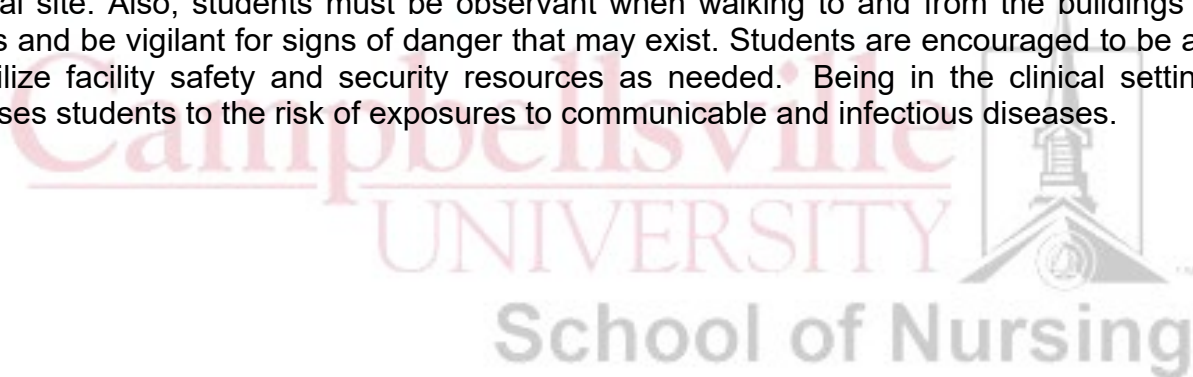 al site. Also, students must be observant when walking to and from the buildings
s and be vigilant for signs of danger that may exist. Students are encouraged to be a
ilize facility safety and security resources as needed. Being in the clinical settin
ses students to the risk of exposures to communicable and infectious diseases.
Campbellsville
UNIVERSITY
School of Nursing